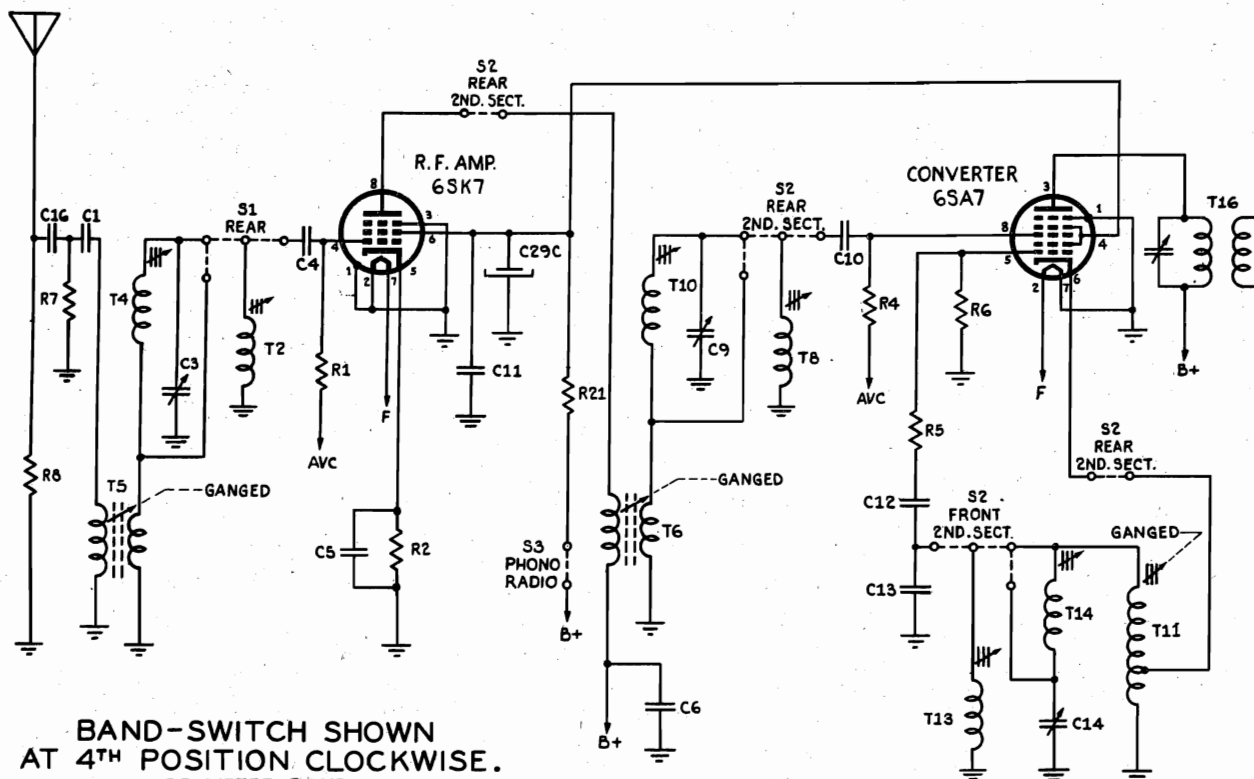 S2
REAR
2ND. SECT.
R.F. AMP.
6SK7
CONVERTER
6SA7
C16
C1
S1
REAR
S2
REAR
2ND. SECT.
T16
8
3
6
4
1
2
7
5
3
1
8
4
5
2
7
6
C4
C29C
C10
R7
T4
T10
C3
T2
R1
C11
R21
C9
T8
R4
R6
B+
F
AVC
AVC
F
R5
S2
REAR
2ND. SECT.
R8
T5
GANGED
GANGED
C12
S2
FRONT
2ND. SECT.
GANGED
T6
C5
R2
S3
PHONO
RADIO
C13
T14
T11
B+
C6
T13
C14
B+
BAND-SWITCH SHOWN
AT 4TH POSITION CLOCKWISE.